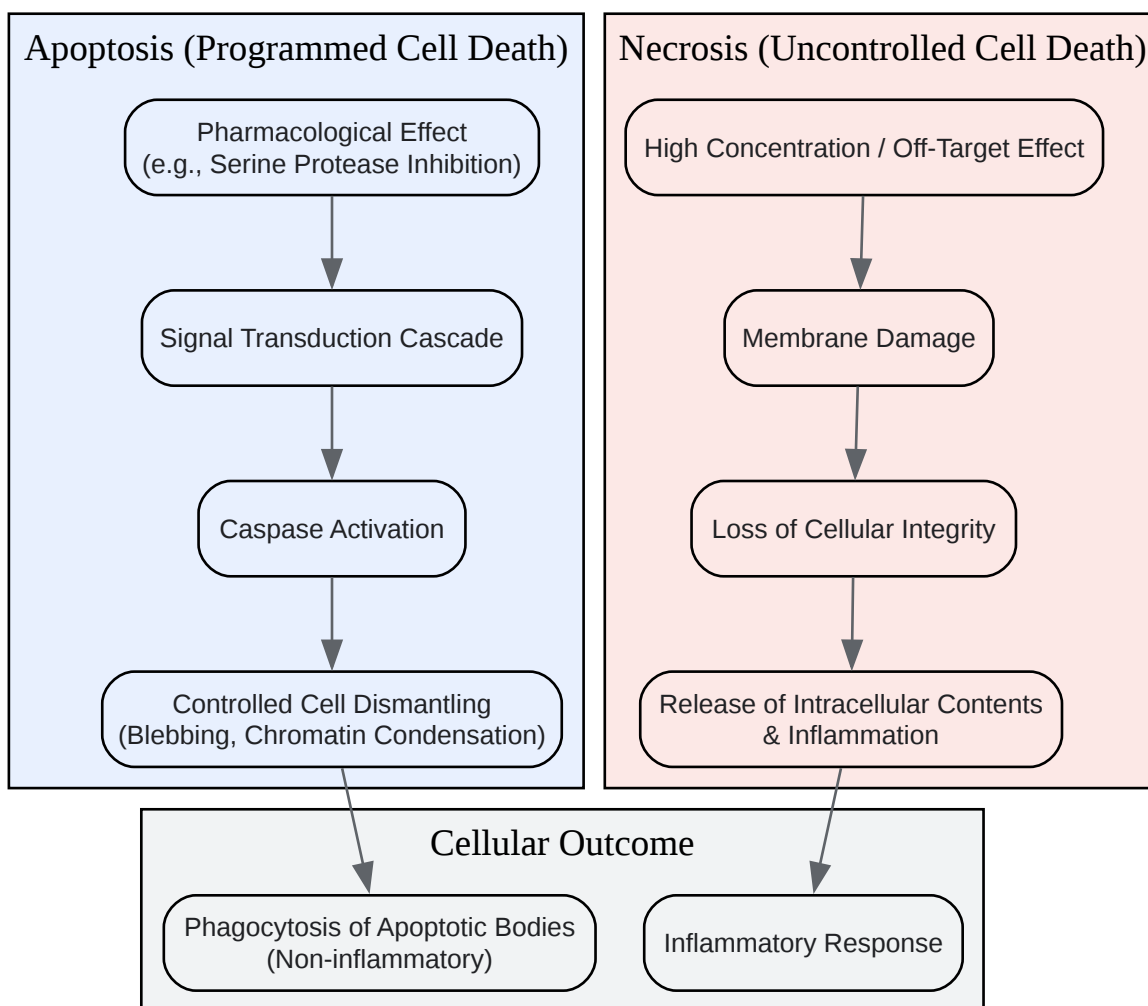 Apoptosis (Programmed Cell Death)
Pharmacological Effect
(e.g., Serine Protease Inhibition)
Signal Transduction Cascade
Caspase Activation
Controlled Cell Dismantling
(Blebbing, Chromatin Condensation)
Necrosis (Uncontrolled Cell Death)
High Concentration / Off-Target Effect
Membrane Damage
Loss of Cellular Integrity
Release of Intracellular Contents
& Inflammation
Cellular Outcome
Phagocytosis of Apoptotic Bodies
(Non-inflammatory)
Inflammatory Response